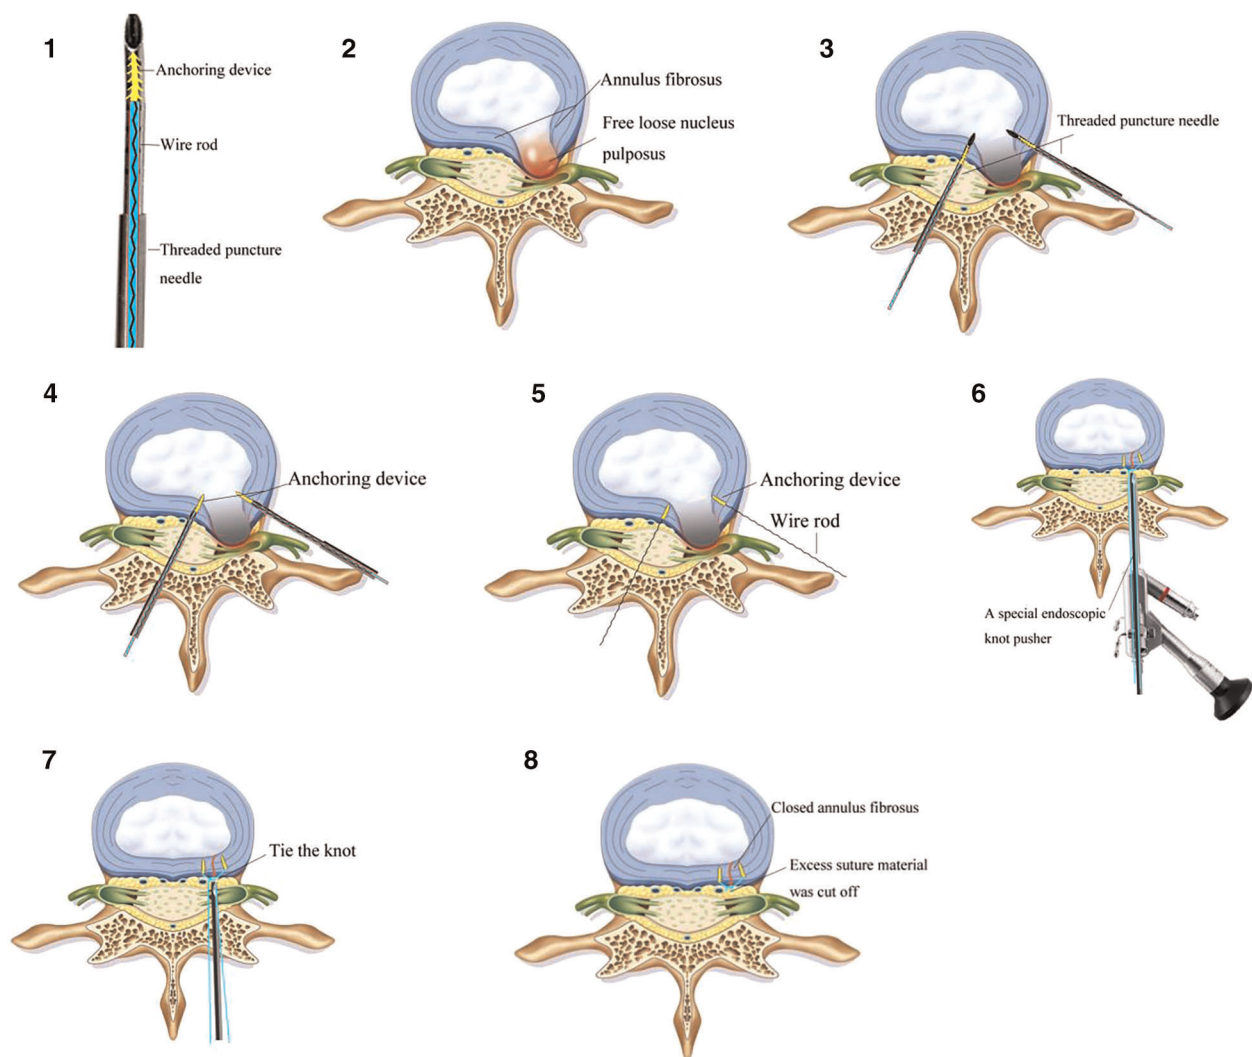 1
Anchoring device
Wire rod
Threaded puncture
needle
2
Annulus fibrosus
Free loose nucleus
pulposus
3
Threaded puncture needle
4
Anchoring device
5
Anchoring device
Wire rod
6
A special endoscopic
knot pusher
7
Tie the knot
8
Closed annulus fibrosus
Excess suture material
was cut off